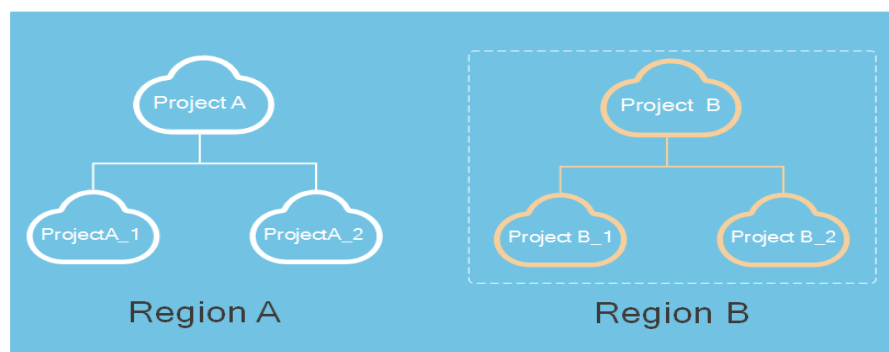 Project A
ProjectA_1
ProjectA_2
Region A
Project B
Project B_1
Project B_2
Region B